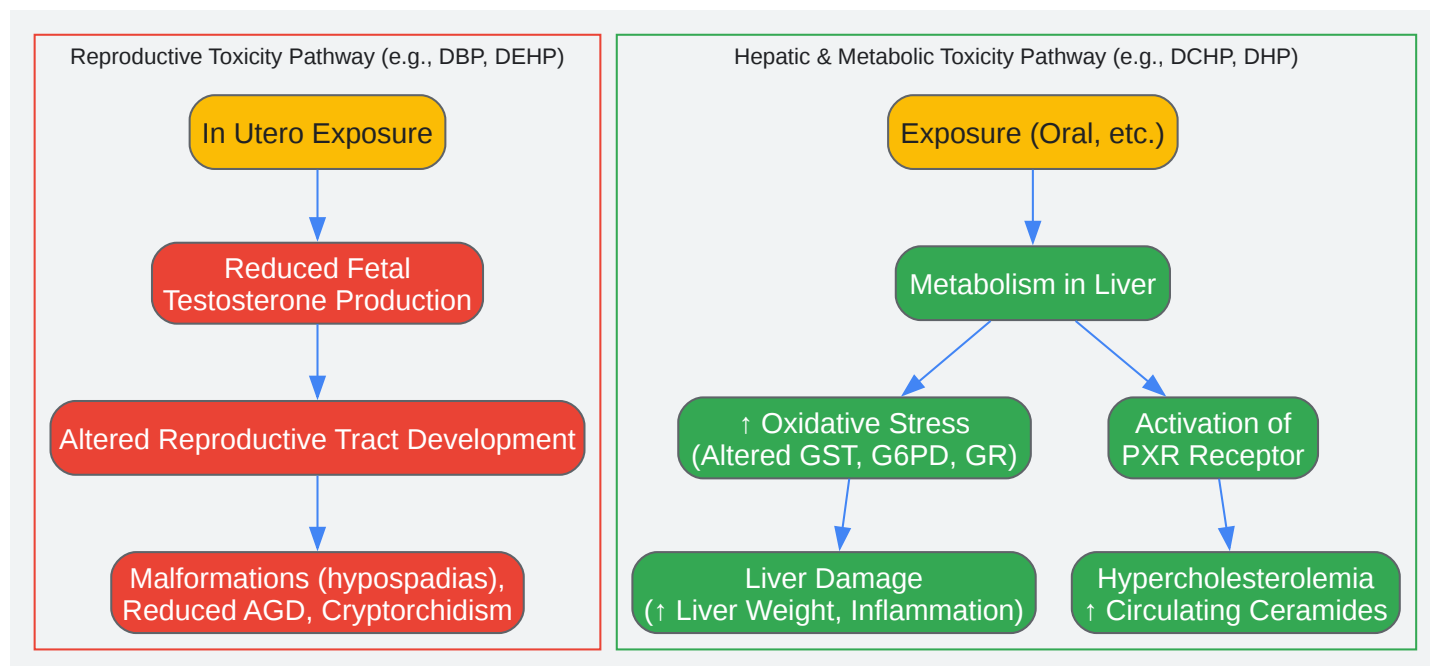 Reproductive Toxicity Pathway (e.g., DBP, DEHP)
In Utero Exposure
Reduced Fetal
Testosterone Production
Altered Reproductive Tract Development
Malformations (hypospadias),
Reduced AGD, Cryptorchidism
Hepatic & Metabolic Toxicity Pathway (e.g., DCHP, DHP)
Exposure (Oral, etc.)
Metabolism in Liver
↑ Oxidative Stress
(Altered GST, G6PD, GR)
Activation of
PXR Receptor
Liver Damage
(↑ Liver Weight, Inflammation)
Hypercholesterolemia
↑ Circulating Ceramides